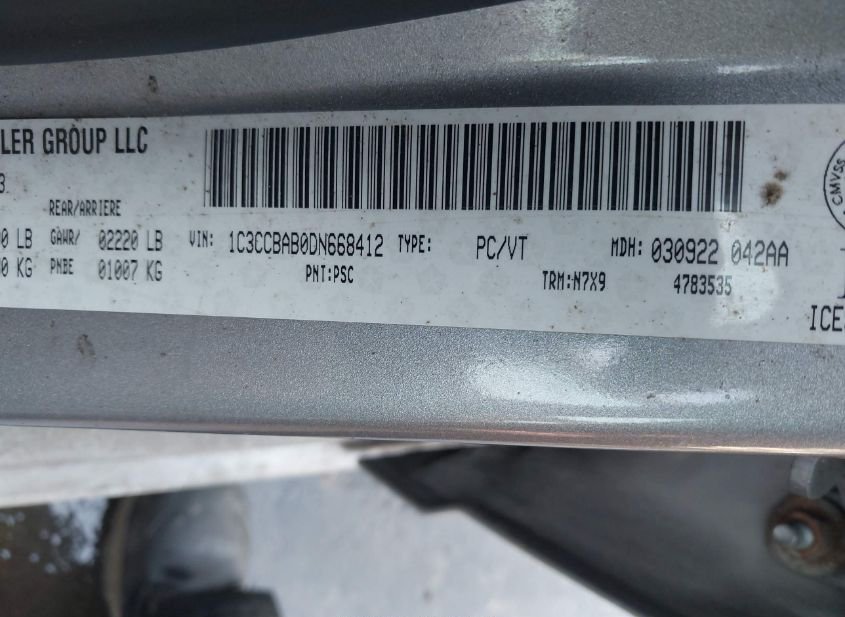 LER GROUP LLC
3
REAR/ARRIERE
0 LB GAWR/ 02220 LB VIN: 1C3CCBAB0DN668412 TYPE: PC/VT MDH: 030922 042AA
0 KG PNBE 01007 KG PNT:PSC TRM:N7X9 4783535
CMVSS
ICE